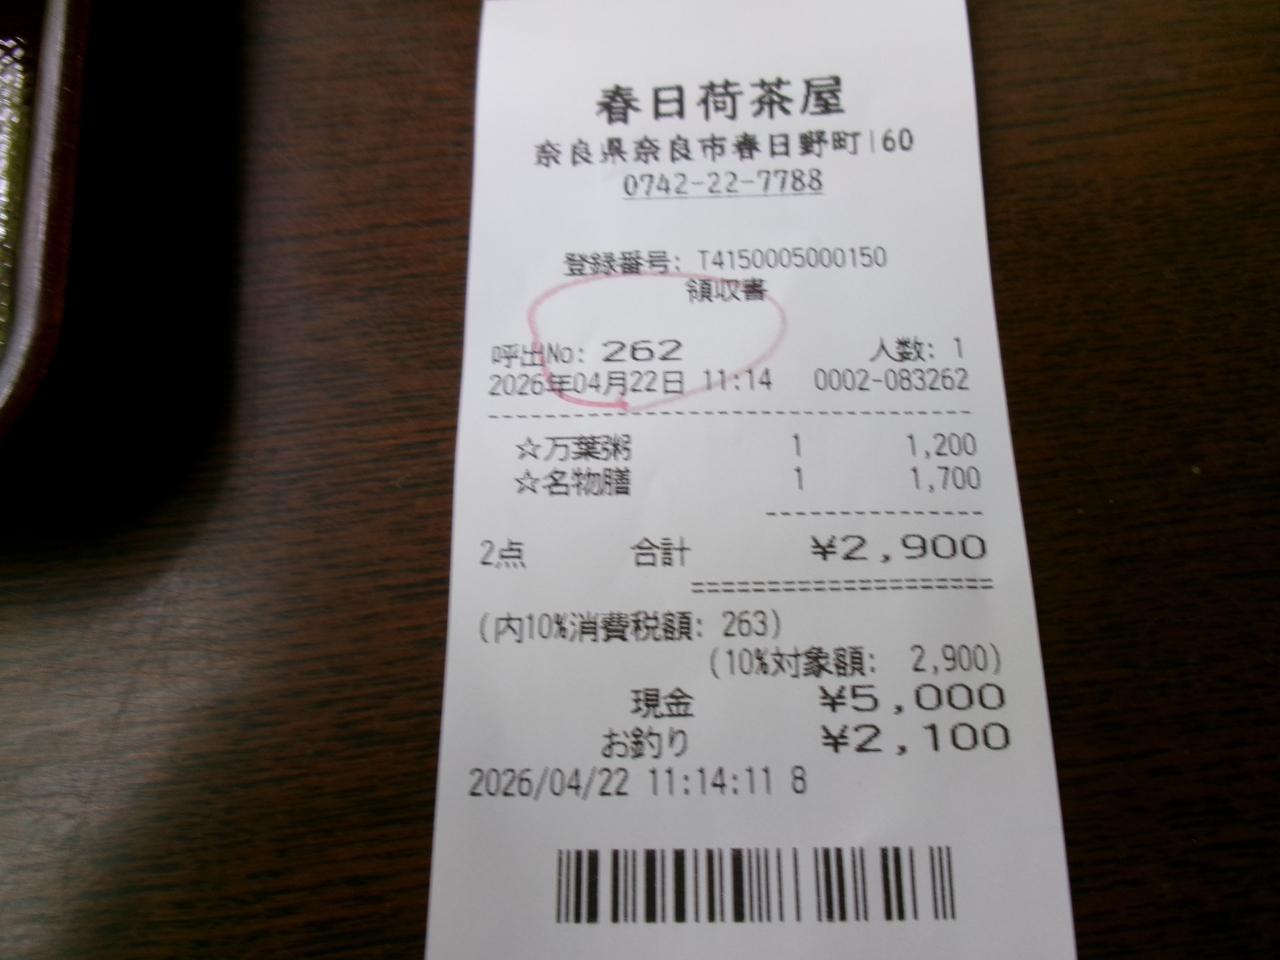 春日荷茶屋
奈良県奈良市春日野町160
0742-22-7788
登録番号: T4150005000150
領収書
呼出No: 262 人数: 1
2026年04月22日 11:14 0002-083262
☆万葉粥 1 1,200
☆名物膳 1 1,700
2点 合計 ¥2,900
(内10%消費税額: 263)
(10%対象額: 2,900)
現金 ¥5,000
お釣り ¥2,100
2026/04/22 11:14:11 8